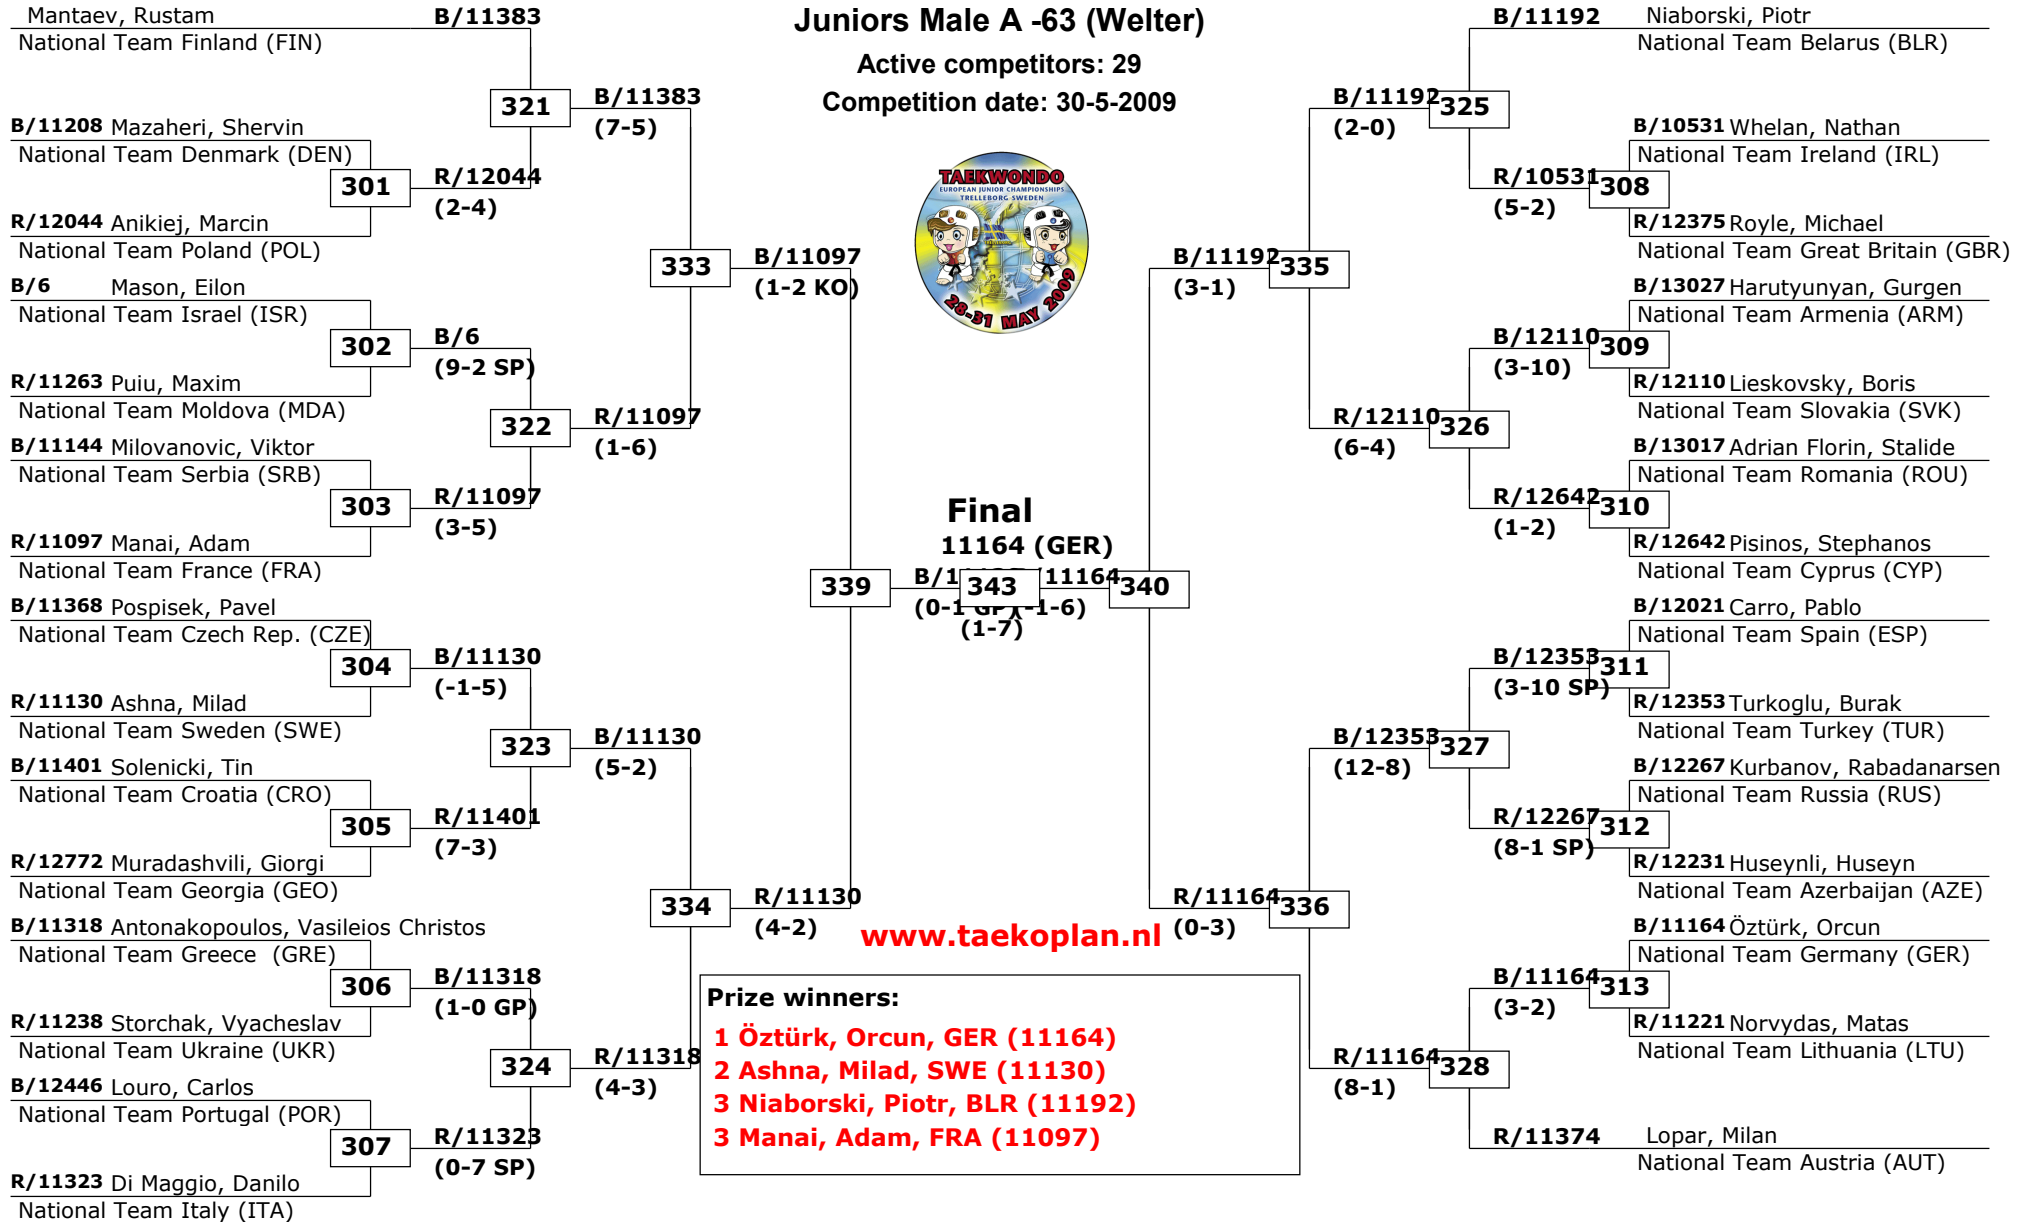 Juniors Male A -63 (Welter)
Active competitors: 29
Competition date: 30-5-2009
Mantaev, Rustam
B/11383
National Team Finland (FIN)
321
B/11383
(7-5)
B/11208 Mazaheri, Shervin
National Team Denmark (DEN)
301
R/12044
(2-4)
R/12044 Anikiej, Marcin
National Team Poland (POL)
333
B/11097
(1-2 KO)
B/6 Mason, Eilon
National Team Israel (ISR)
302
B/6
(9-2 SP)
R/11263 Puiu, Maxim
National Team Moldova (MDA)
322
R/11097
(1-6)
B/11144 Milovanovic, Viktor
National Team Serbia (SRB)
303
R/11097
(3-5)
R/11097 Manai, Adam
National Team France (FRA)
339
B/11368 Pospisek, Pavel
National Team Czech Rep. (CZE)
304
B/11130
(-1-5)
R/11130 Ashna, Milad
National Team Sweden (SWE)
323
B/11130
(5-2)
B/11401 Solenicki, Tin
National Team Croatia (CRO)
305
R/11401
(7-3)
R/12772 Muradashvili, Giorgi
National Team Georgia (GEO)
334
R/11130
(4-2)
B/11318 Antonakopoulos, Vasileios Christos
National Team Greece (GRE)
306
B/11318
(1-0 GP)
R/11238 Storchak, Vyacheslav
National Team Ukraine (UKR)
324
R/11318
(4-3)
B/12446 Louro, Carlos
National Team Portugal (POR)
307
R/11323
(0-7 SP)
R/11323 Di Maggio, Danilo
National Team Italy (ITA)
TAEKWONDO
EUROPEAN JUNIOR CHAMPIONSHIPS
TRELLEBORG SWEDEN
28-31 MAY 2009
Final
11164 (GER)
343
/11164
(0-1 GP)
(-1-6)
(1-7)
340
www.taekoplan.nl
Prize winners:
1 Öztürk, Orcun, GER (11164)
2 Ashna, Milad, SWE (11130)
3 Niaborski, Piotr, BLR (11192)
3 Manai, Adam, FRA (11097)
B/11192
Niaborski, Piotr
National Team Belarus (BLR)
B/11192
(2-0)
325
B/10531 Whelan, Nathan
National Team Ireland (IRL)
R/10531
(5-2)
308
R/12375 Royle, Michael
National Team Great Britain (GBR)
B/11192
(3-1)
335
B/13027 Harutyunyan, Gurgen
National Team Armenia (ARM)
B/12110
(3-10)
309
R/12110 Lieskovsky, Boris
National Team Slovakia (SVK)
R/12110
(6-4)
326
B/13017 Adrian Florin, Stalide
National Team Romania (ROU)
R/12642
(1-2)
310
R/12642 Pisinos, Stephanos
National Team Cyprus (CYP)
B/12021 Carro, Pablo
National Team Spain (ESP)
B/12353
(3-10 SP)
311
R/12353 Turkoglu, Burak
National Team Turkey (TUR)
B/12353
(12-8)
327
B/12267 Kurbanov, Rabadanarsen
National Team Russia (RUS)
R/12267
(8-1 SP)
312
R/12231 Huseynli, Huseyn
National Team Azerbaijan (AZE)
R/11164
(0-3)
336
B/11164 Öztürk, Orcun
National Team Germany (GER)
B/11164
(3-2)
313
R/11221 Norvydas, Matas
National Team Lithuania (LTU)
R/11164
(8-1)
328
R/11374
Lopar, Milan
National Team Austria (AUT)